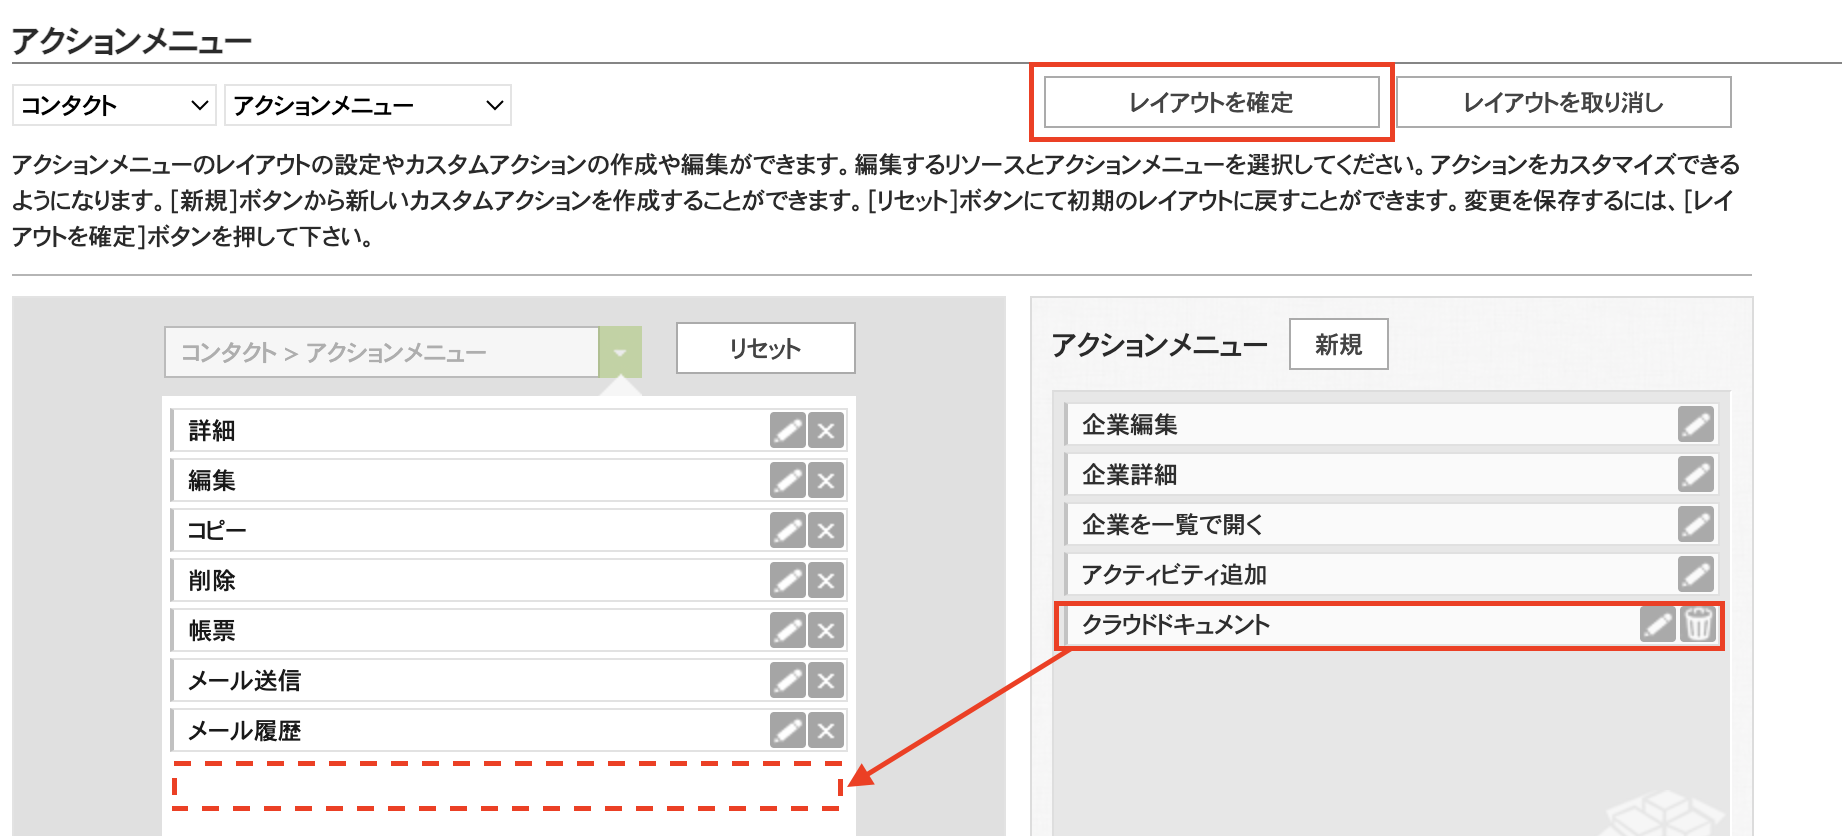 アクションメニュー
コンタクト アクションメニュー レイアウトを確定 レイアウトを取り消し
アクションメニューのレイアウトの設定やカスタムアクションの作成や編集ができます。編集するリソースとアクションメニューを選択してください。アクションをカスタマイズできる
ようになります。[新規]ボタンから新しいカスタムアクションを作成することができます。[リセット]ボタンにて初期のレイアウトに戻すことができます。変更を保存するには、[レイ
アウトを確定]ボタンを押して下さい。
コンタクト > アクションメニュー リセット
詳細
編集
コピー
削除
帳票
メール送信
メール履歴
アクションメニュー 新規
企業編集
企業詳細
企業を一覧で開く
アクティビティ追加
クラウドドキュメント